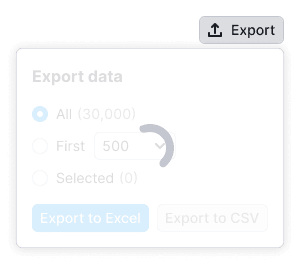 Export
Export data
All (30,000)
First 500
Selected (0)
Export to Excel Export to CSV